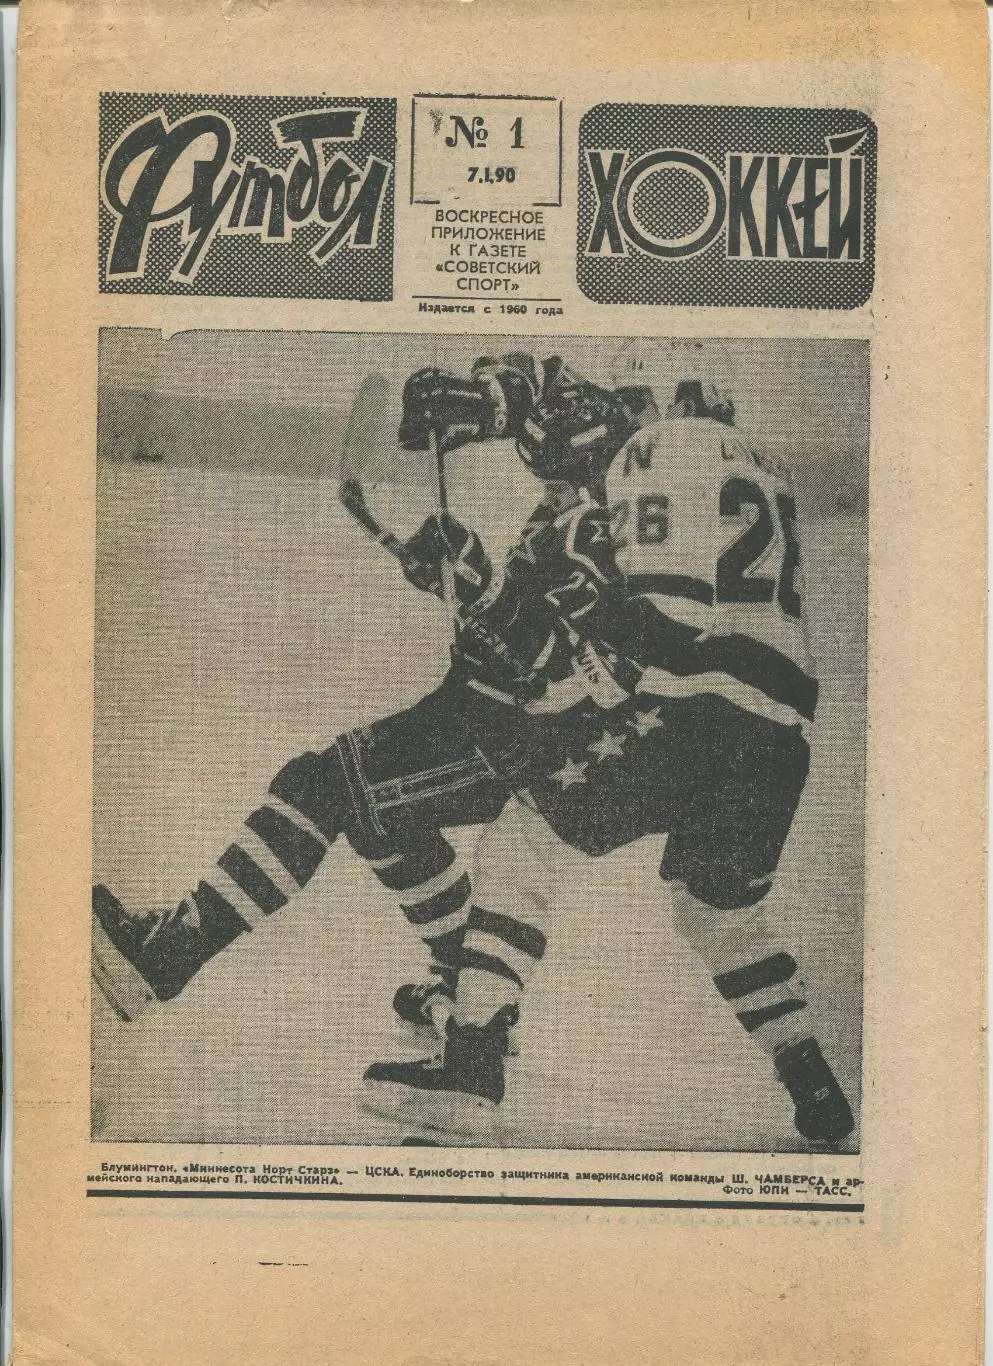 Футбол
№ 1
7.I.90
ВОСКРЕСНОЕ
ПРИЛОЖЕНИЕ
К ГАЗЕТЕ
«СОВЕТСКИЙ
СПОРТ»
Издается с 1960 года
ХОККЕЙ
N
26
27
Блумингтон. «Миннесота Норт Старз» — ЦСКА. Единоборство защитника американской команды Ш. ЧАМБЕРСА и ар-
мейского нападающего П. КОСТИЧКИНА.
Фото ЮПИ — ТАСС.